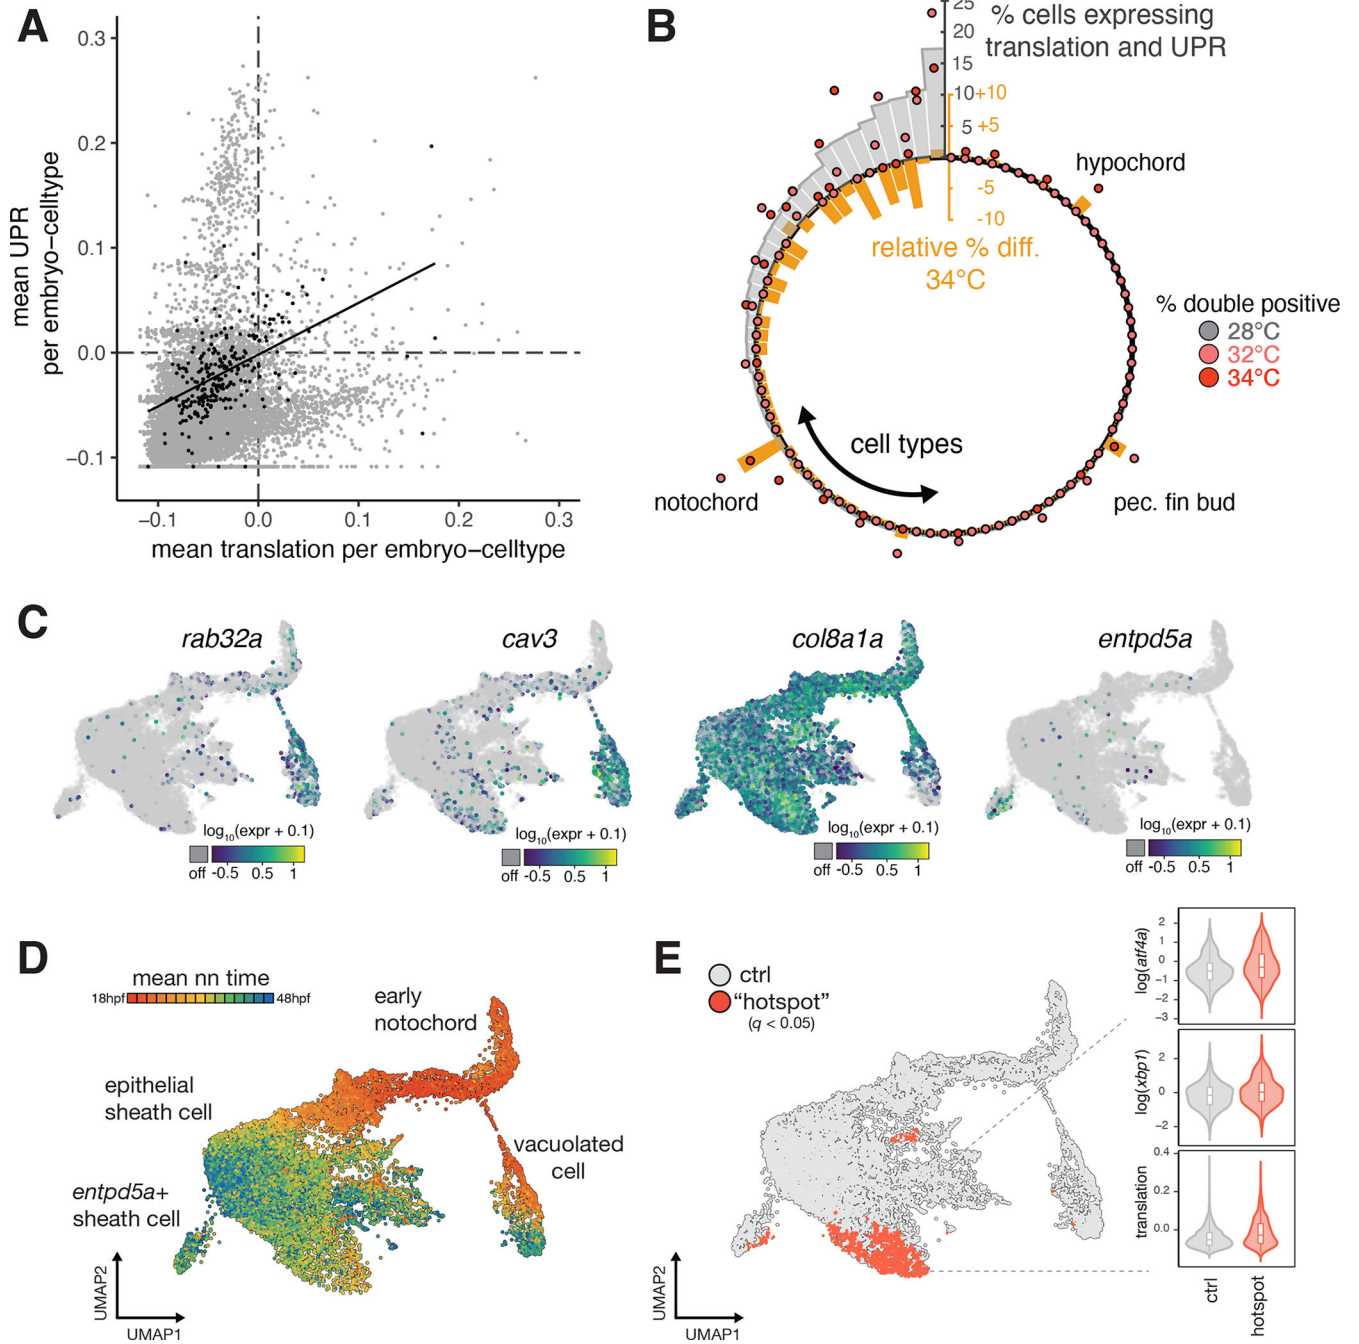 A
0.3
0.2
0.1
0.0
−0.1
mean UPR
per embryo−celltype
−0.1
0.0
0.1
0.2
0.3
mean translation per embryo−celltype
B
% cells expressing
translation and UPR
25
20
15
10
5
+10
+5
-5
-10
relative % diff.
34°C
hypochord
% double positive
28°C
32°C
34°C
cell types
notochord
pec. fin bud
C
rab32a
cav3
col8a1a
entpd5a
log10(expr + 0.1)
off -0.5 0.5 1
log10(expr + 0.1)
off -0.5 0.5 1
log10(expr + 0.1)
off -0.5 0.5 1
log10(expr + 0.1)
off -0.5 0.5 1
D
mean nn time
18hpf
48hpf
early
notochord
epithelial
sheath cell
vacuolated
cell
entpd5a+
sheath cell
UMAP2
UMAP1
E
ctrl
“hotspot”
(q < 0.05)
UMAP2
UMAP1
log(atf4a)
2
1
0
−1
−2
−3
log(xbp1)
2
0
−2
translation
0.4
0.2
0.0
ctrl
hotspot